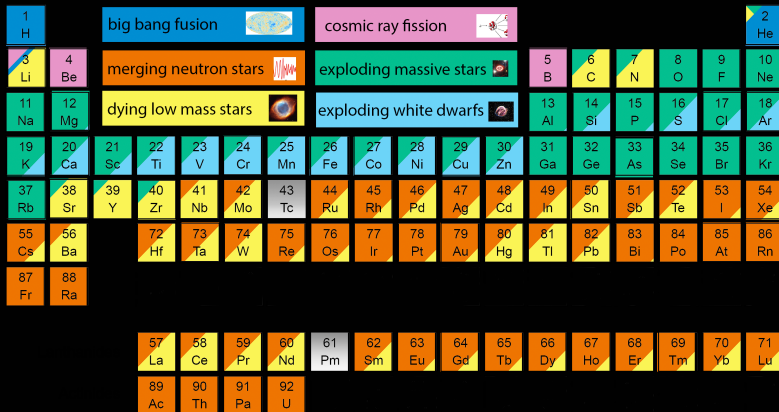 1 2
H big bang fusion cosmic ray fission He
3 4 5 6 7 8 9 10
Li Be merging neutron stars exploding massive stars B C N O F Ne
11 12 13 14 15 16 17 18
Na Mg dying low mass stars exploding white dwarfs Al Si P S Cl Ar
19 20 21 22 23 24 25 26 27 28 29 30 31 32 33 34 35 36
K Ca Sc Ti V Cr Mn Fe Co Ni Cu Zn Ga Ge As Se Br Kr
37 38 39 40 41 42 43 44 45 46 47 48 49 50 51 52 53 54
Rb Sr Y Zr Nb Mo Tc Ru Rh Pd Ag Cd In Sn Sb Te I Xe
55 56 72 73 74 75 76 77 78 79 80 81 82 83 84 85 86
Cs Ba Hf Ta W Re Os Ir Pt Au Hg Tl Pb Bi Po At Rn
87 88
Fr Ra
57 58 59 60 61 62 63 64 65 66 67 68 69 70 71
La Ce Pr Nd Pm Sm Eu Gd Tb Dy Ho Er Tm Yb Lu
89 90 91 92
Ac Th Pa U